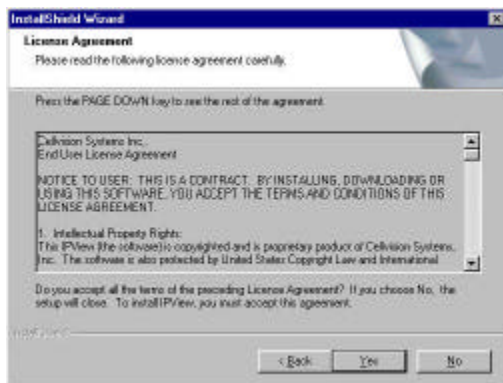 InstallShield Wizard
License Agreement
Please read the following license agreement carefully.
Press the PAGE DOWN key to see the rest of the agreement.
Cellvision Systems Inc.,
End User License Agreement
NOTICE TO USER: THIS IS A CONTRACT. BY INSTALLING, DOWNLOADING OR
USING THIS SOFTWARE, YOU ACCEPT THE TERMS AND CONDITIONS OF THIS
LICENSE AGREEMENT.
1. Intellectual Property Rights:
This IPView (the software) is copyrighted and is proprietary product of Cellvision Systems,
Inc. The software is also protected by United States Copyright Law and International
Do you accept all the terms of the preceding License Agreement? If you choose No, the
setup will close. To install IPView, you must accept this agreement.
InstallShield
< Back
Yes
No